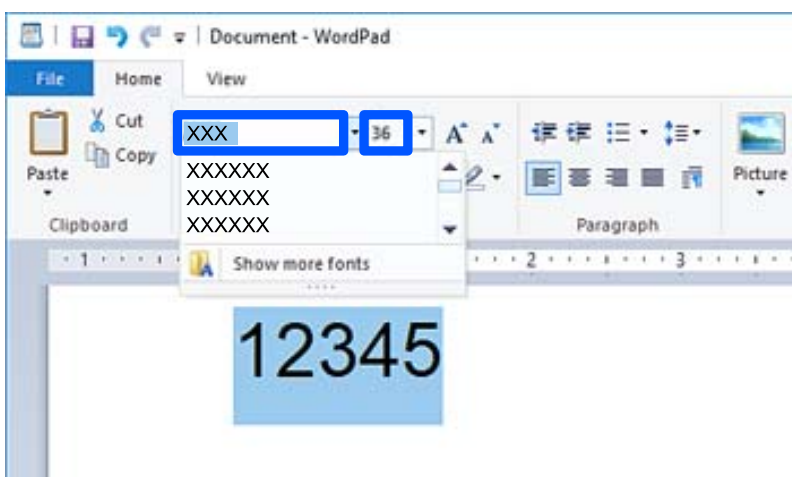 Document - WordPad
File Home View
Cut
Copy
Paste
XXX 36
XXXXXX
XXXXXX
XXXXXX
Show more fonts
Picture
Clipboard Paragraph
1 2 3
12345